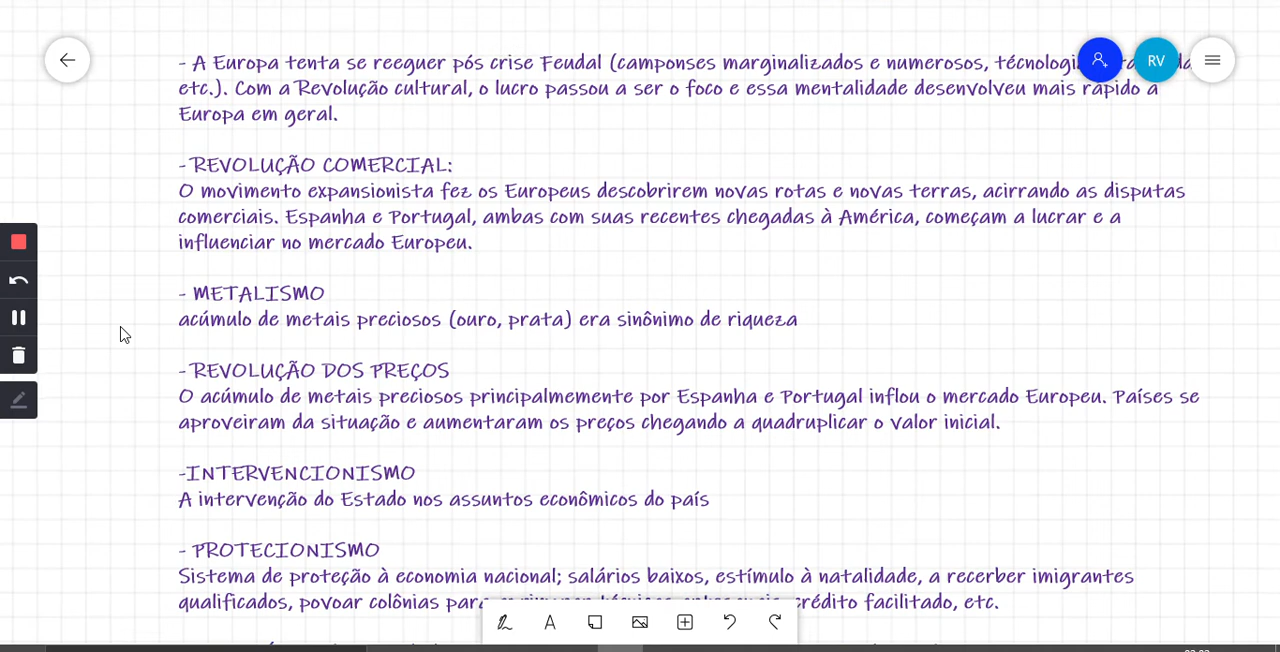 - A Europa tenta se reeguer pós crise Feudal (camponses marginalizados e numerosos,
RV
etc.). Com a Revolução cultural, o lucro passou a ser o foco e essa mentalidade desenvolveu mais rápido a
Europa em geral.
- REVOLUÇÃO COMERCIAL:
O movimento expansionista fez os Europeus descobrirem novas rotas e novas terras, acirrando as disputas
comerciais. Espanha e Portugal, ambas com suas recentes chegadas à América, começam a lucrar e a
influenciar no mercado Europeu.
- METALISMO
acúmulo de metais preciosos (ouro, prata) era sinônimo de riqueza
- REVOLUÇÃO DOS PREÇOS
O acúmulo de metais preciosos principalmemente por Espanha e Portugal inflou o mercado Europeu. Países se
aproveiram da situação e aumentaram os preços chegando a quadruplicar o valor inicial.
-INTERVENCIONISMO
A intervenção do Estado nos assuntos econômicos do país
- PROTECIONISMO
Sistema de proteção à economia nacional; salários baixos, estímulo à natalidade, a recerber imigrantes
qualificados, povoar colônias crédito facilitado, etc.